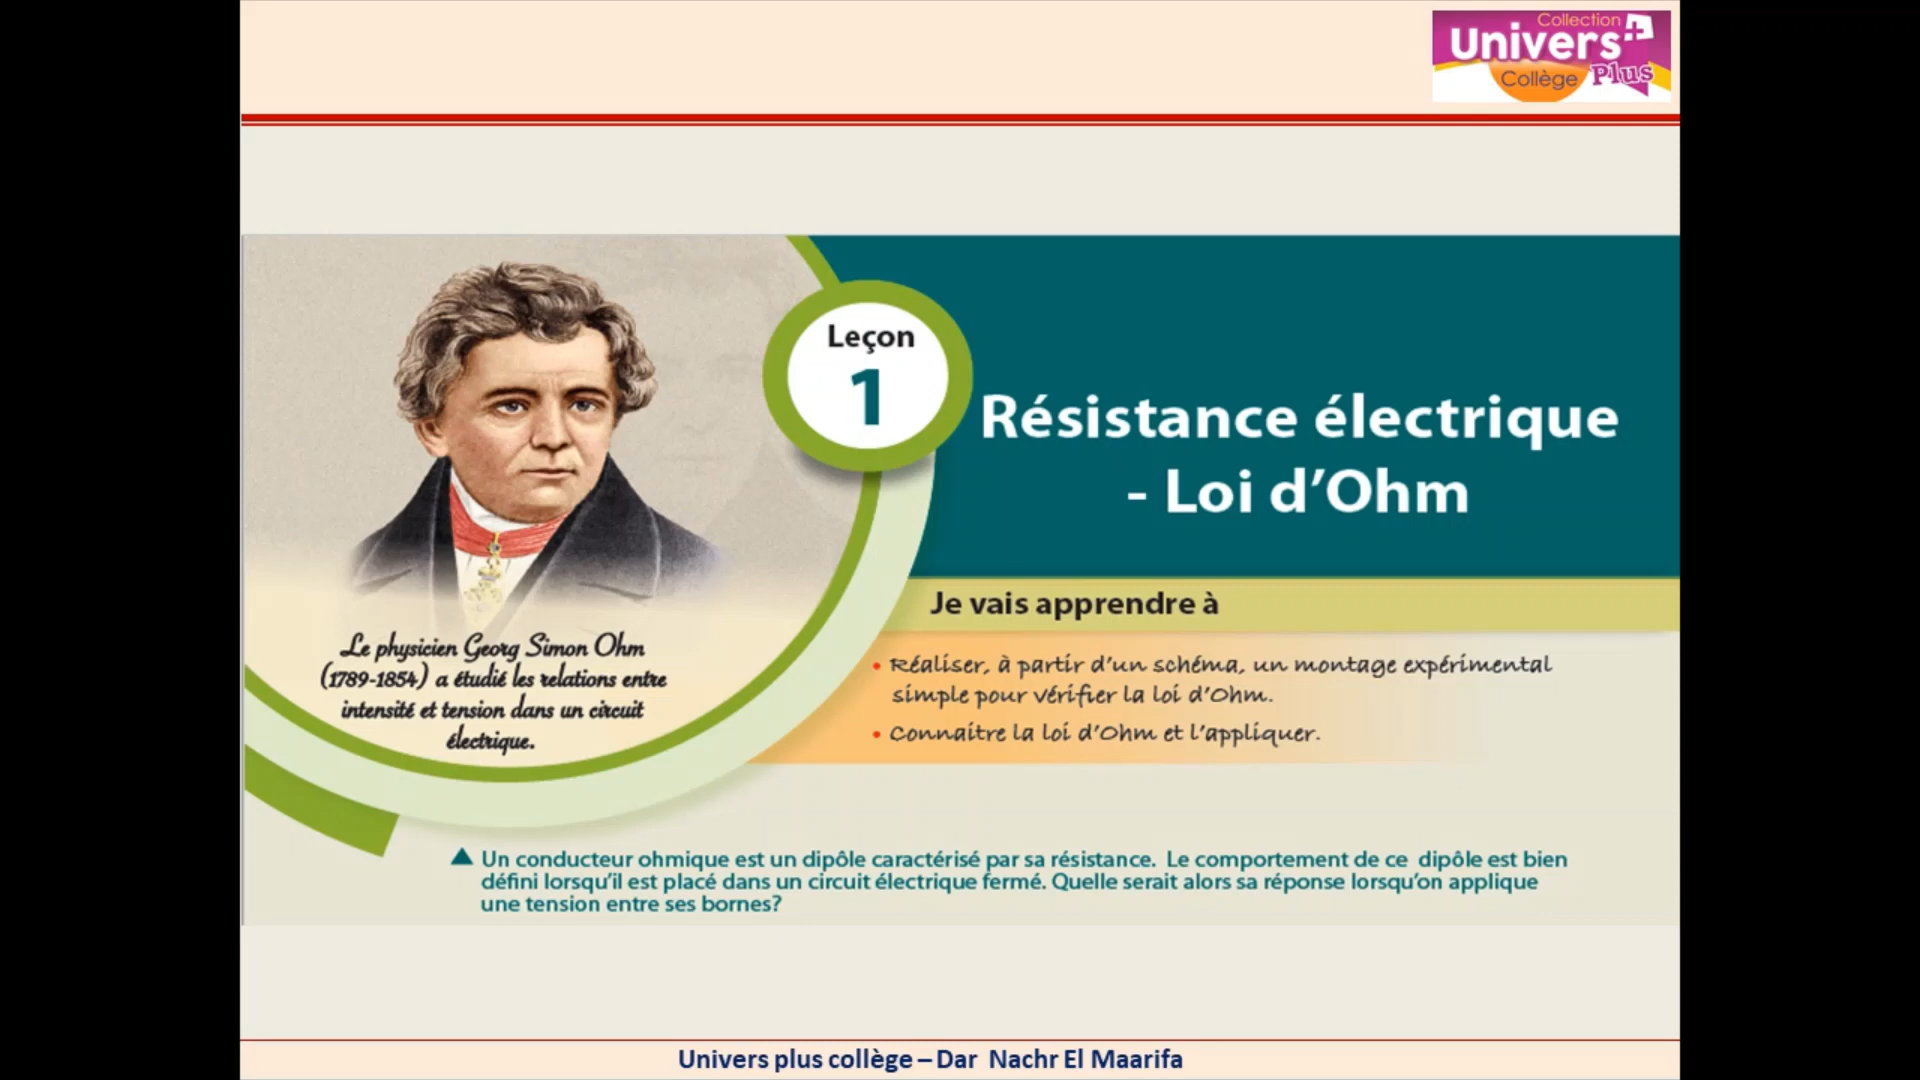 Collection
Univers+
Collège Plus
Leçon
1
Résistance électrique
- Loi d'Ohm
Je vais apprendre à
• Réaliser, à partir d'un schéma, un montage expérimental
simple pour vérifier la loi d'Ohm.
• Connaitre la loi d'Ohm et l'appliquer.
Le physicien Georg Simon Ohm
(1789-1854) a étudié les relations entre
intensité et tension dans un circuit
électrique.
▲ Un conducteur ohmique est un dipôle caractérisé par sa résistance. Le comportement de ce dipôle est bien
défini lorsqu'il est placé dans un circuit électrique fermé. Quelle serait alors sa réponse lorsqu'on applique
une tension entre ses bornes?
Univers plus collège – Dar Nachr El Maarifa